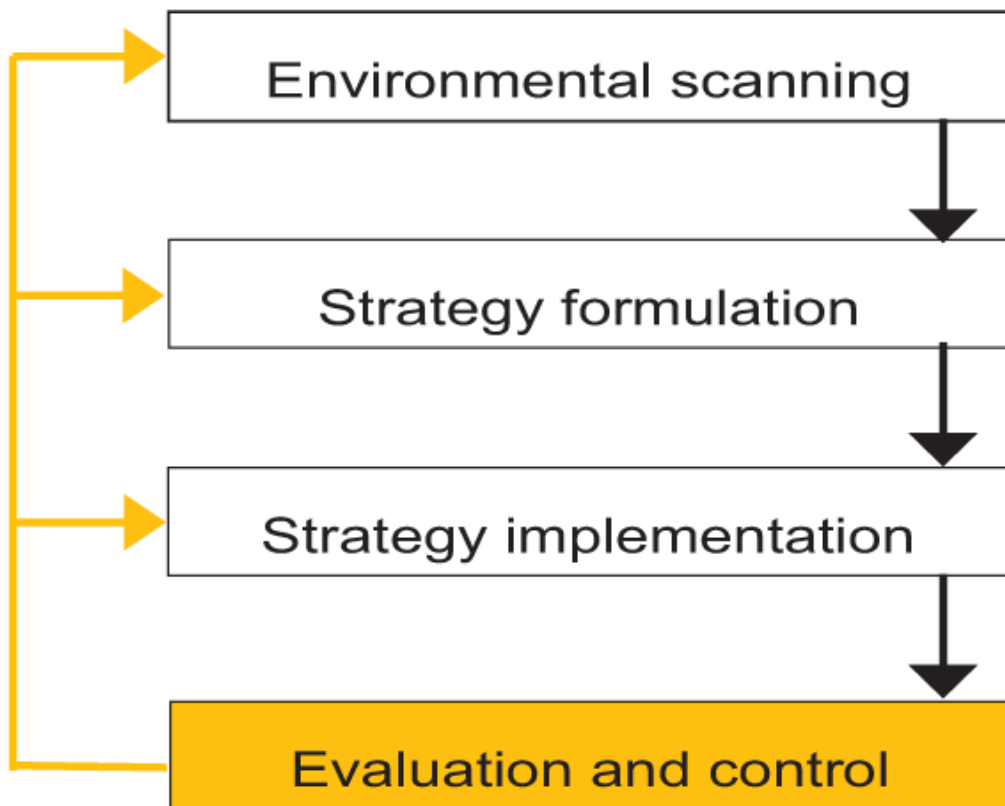 Environmental scanning
Strategy formulation
Strategy implementation
Evaluation and control